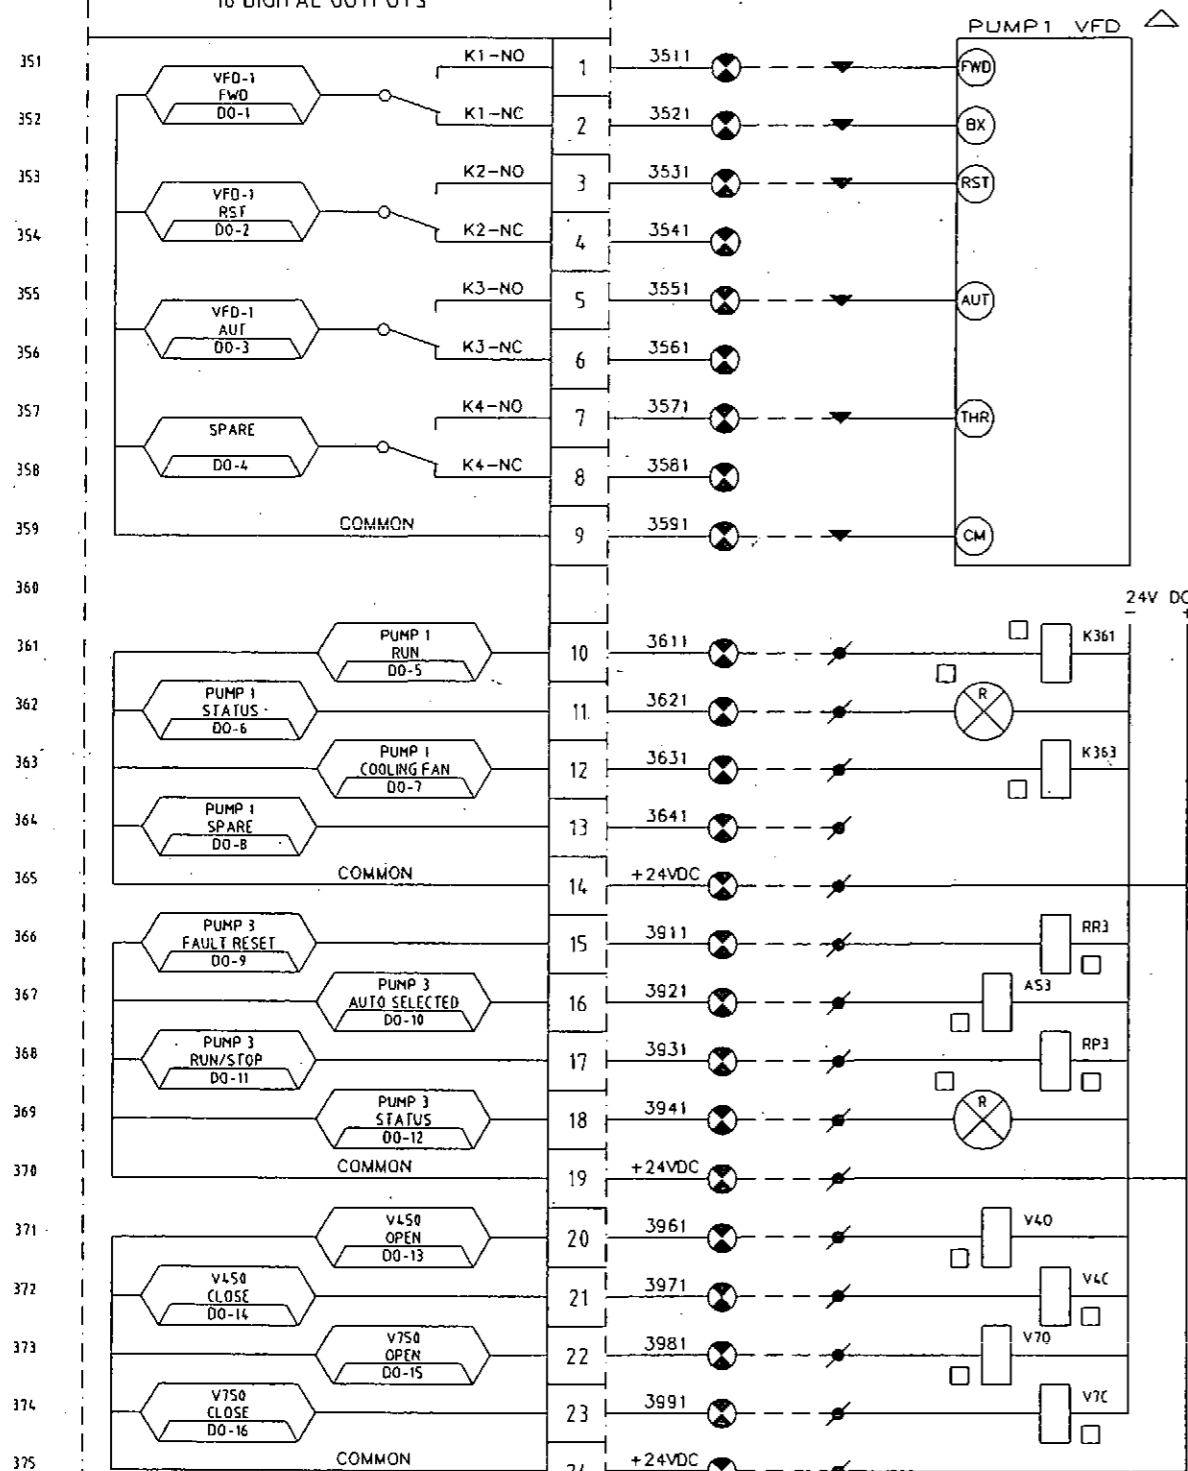 16 DIGITAL OUTPUTS
PUMP1 VFD
351 VFD-1 FWD DO-1 K1-NO 1 3511 FWD
352 K1-NC 2 3521 BX
353 VFD-1 RST DO-2 K2-NO 3 3531 RST
354 K2-NC 4 3541
355 VFD-1 AUT DO-3 K3-NO 5 3551 AUT
356 K3-NC 6 3561
357 SPARE DO-4 K4-NO 7 3571 THR
358 K4-NC 8 3581
359 COMMON 9 3591 CM
360
24V DC
- +
361 PUMP 1 RUN DO-5 10 3611 K361
362 PUMP 1 STATUS DO-6 11 3621 R
363 PUMP 1 COOLING FAN DO-7 12 3631 K363
364 PUMP 1 SPARE DO-8 13 3641
365 COMMON 14 +24VDC
366 PUMP 3 FAULT RESET DO-9 15 3911 RR3
367 PUMP 3 AUTO SELECTED DO-10 16 3921 AS3
368 PUMP 3 RUN/STOP DO-11 17 3931 RP3
369 PUMP 3 STATUS DO-12 18 3941 R
370 COMMON 19 +24VDC
371 V450 OPEN DO-13 20 3961 V4O
372 V450 CLOSE DO-14 21 3971 V4C
373 V750 OPEN DO-15 22 3981 V7O
374 V750 CLOSE DO-16 23 3991 V7C
375 COMMON 24 +24VDC